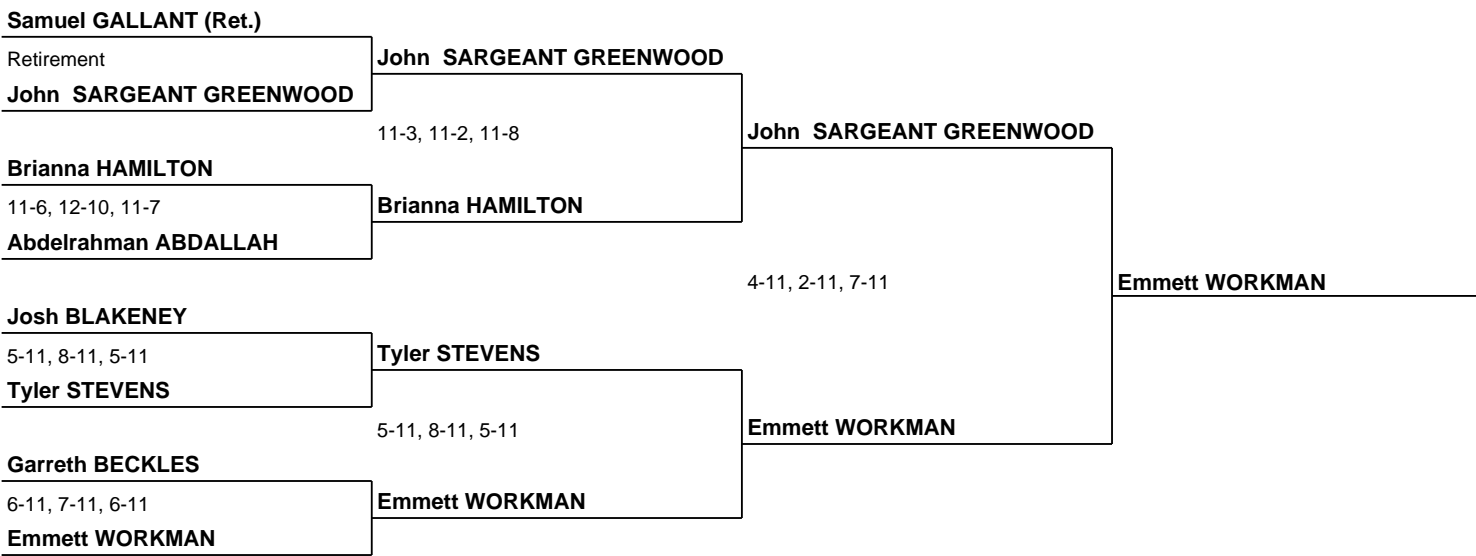 Samuel GALLANT (Ret.)
Retirement
John  SARGEANT GREENWOOD
John  SARGEANT GREENWOOD
11-3, 11-2, 11-8
John  SARGEANT GREENWOOD
Brianna HAMILTON
11-6, 12-10, 11-7
Abdelrahman ABDALLAH
Brianna HAMILTON
4-11, 2-11, 7-11
Emmett WORKMAN
Josh BLAKENEY
5-11, 8-11, 5-11
Tyler STEVENS
Tyler STEVENS
5-11, 8-11, 5-11
Emmett WORKMAN
Garreth BECKLES
6-11, 7-11, 6-11
Emmett WORKMAN
Emmett WORKMAN